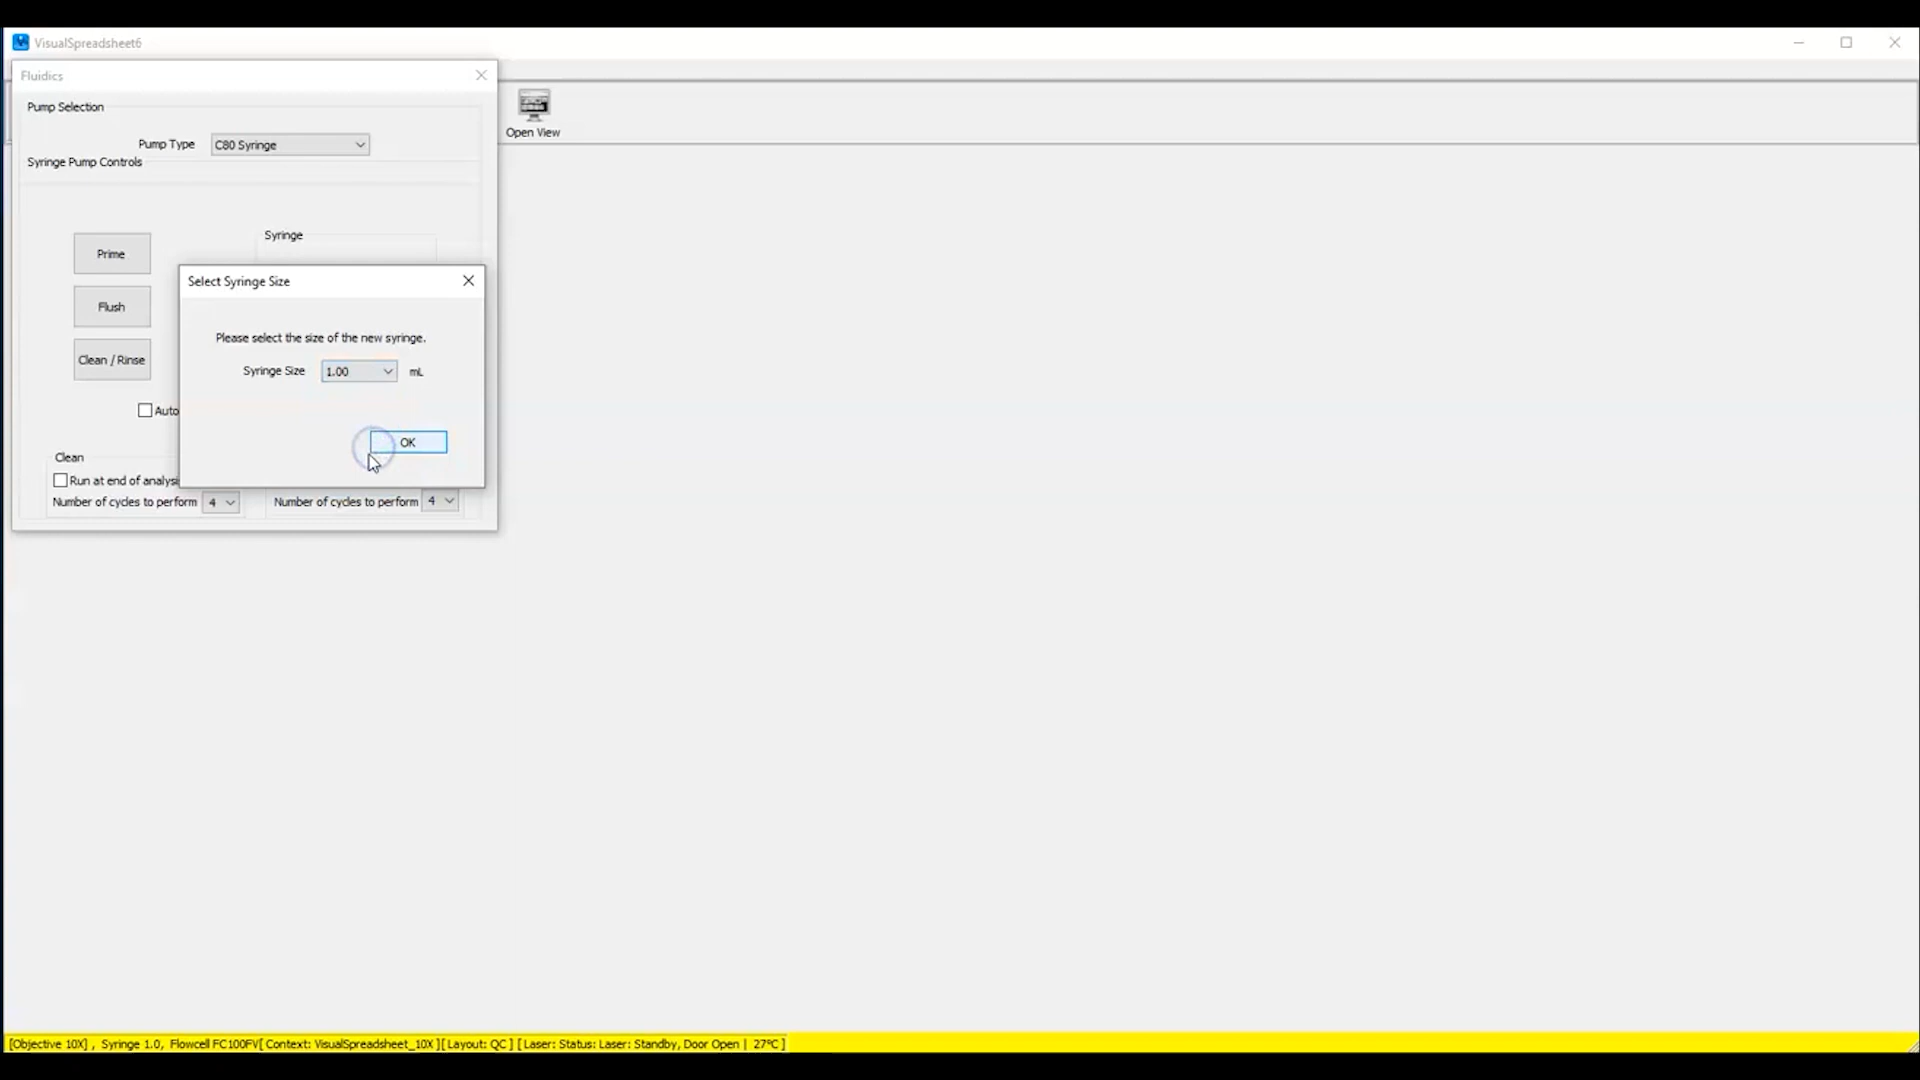 VisualSpreadsheet6
Fluidics
Pump Selection
Pump Type C80 Syringe
Syringe Pump Controls
Open View
Syringe
Prime
Flush
Clean / Rinse
Auto
Select Syringe Size
Please select the size of the new syringe.
Syringe Size 1.00 mL
OK
Clean
Run at end of analysi
Number of cycles to perform 4
Number of cycles to perform 4
[Objective 10X] , Syringe 1.0, Flowcell FC100FV[ Context: VisualSpreadsheet_10X ][ Layout: QC ] [ Laser: Status: Laser: Standby, Door Open | 27°C ]